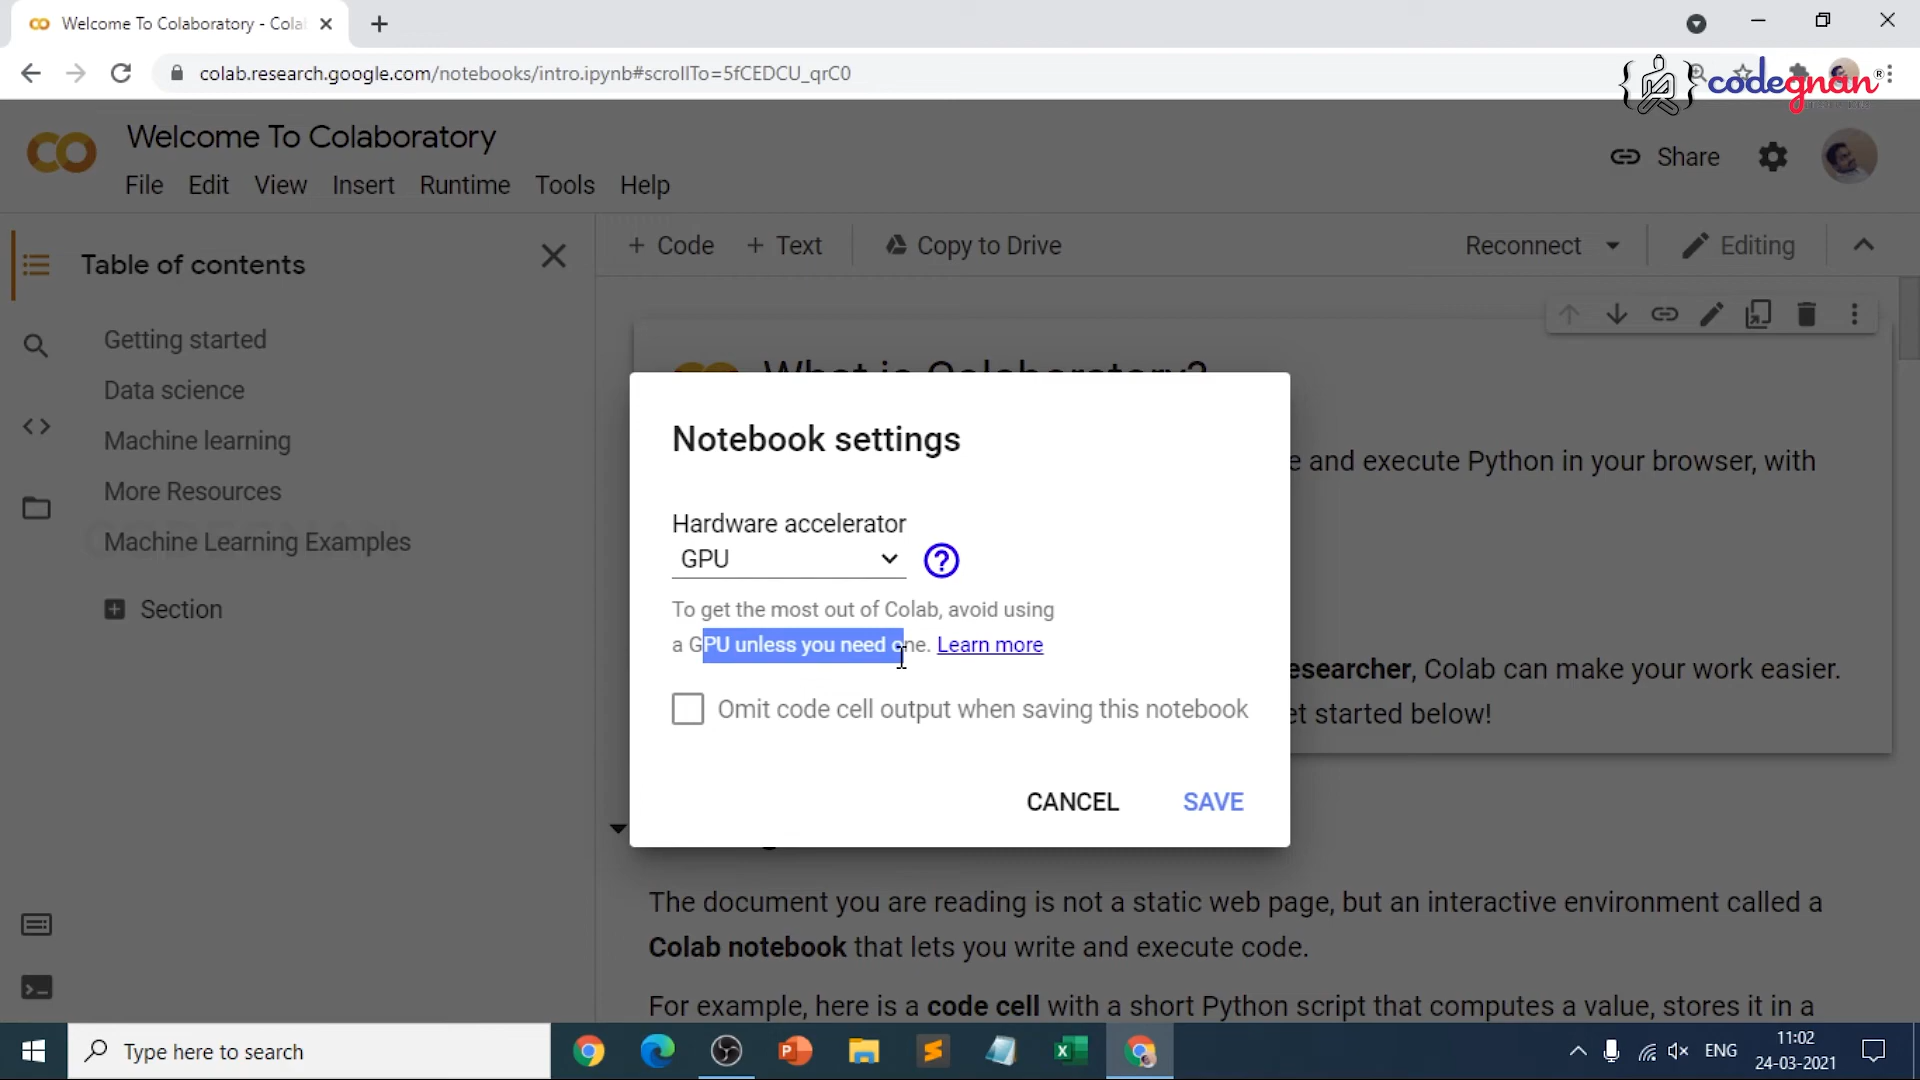 Welcome To Colaboratory - Cola
colab.research.google.com/notebooks/intro.ipynb#scrollTo=5fCEDCU_qrC0
codegnan®
Welcome To Colaboratory
File Edit View Insert Runtime Tools Help
Share
Table of contents
+ Code + Text Copy to Drive Reconnect Editing
Getting started
Data science
Machine learning
More Resources
Machine Learning Examples
Section
What is Colaboratory?
Notebook settings
e and execute Python in your browser, with
Hardware accelerator
GPU
To get the most out of Colab, avoid using
a GPU unless you need one. Learn more
esearcher, Colab can make your work easier.
Omit code cell output when saving this notebook
et started below!
CANCEL SAVE
The document you are reading is not a static web page, but an interactive environment called a
Colab notebook that lets you write and execute code.
For example, here is a code cell with a short Python script that computes a value, stores it in a
Type here to search
ENG
11:02
24-03-2021